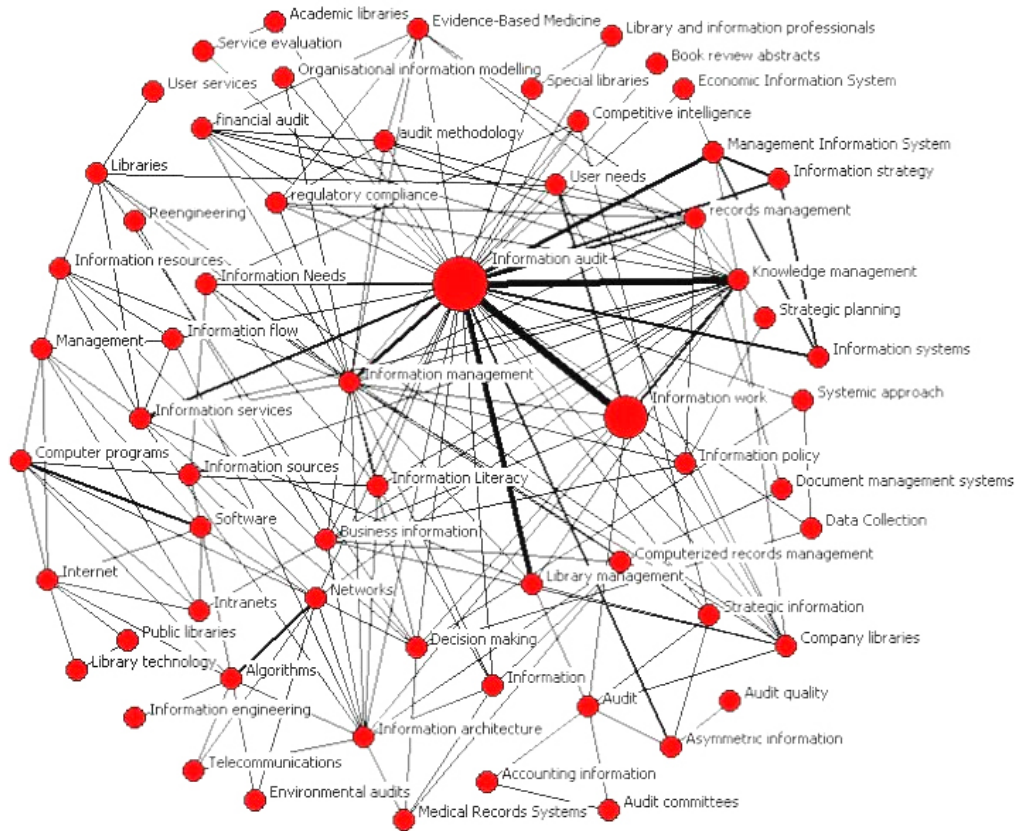 Academic libraries
Evidence-Based Medicine
Library and information professionals
Service evaluation
Book review abstracts
Organisational information modelling
User services
Special libraries
Economic Information System
financial audit
Competitive intelligence
audit methodology
Management Information System
Libraries
Information strategy
User needs
regulatory compliance
Reengineering
records management
Information resources
Information audit
Information Needs
Knowledge management
Strategic planning
Information flow
Management
Information systems
Information management
Information services
Information work
Systemic approach
Computer programs
Information sources
Information policy
Information Literacy
Document management systems
Software
Business information
Data Collection
Internet
Computerized records management
Library management
Intranets
Networks
Strategic information
Public libraries
Decision making
Company libraries
Library technology
Algorithms
Information
Audit
Audit quality
Information engineering
Information architecture
Asymmetric information
Telecommunications
Accounting information
Environmental audits
Medical Records Systems
Audit committees